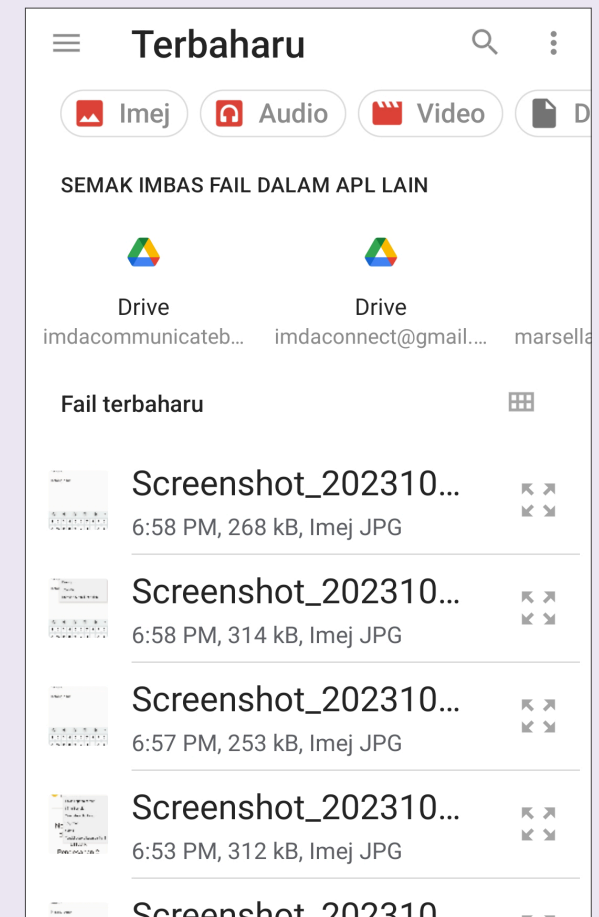 Terbaharu
Imej Audio Video D
SEMAK IMBAS FAIL DALAM APL LAIN
Drive Drive
imdacommunicateb... imdaconnect@gmail.... marsella
Fail terbaharu
Screenshot_202310...
6:58 PM, 268 kB, Imej JPG
Screenshot_202310...
6:58 PM, 314 kB, Imej JPG
Screenshot_202310...
6:57 PM, 253 kB, Imej JPG
Screenshot_202310...
6:53 PM, 312 kB, Imej JPG
Screenshot_202310